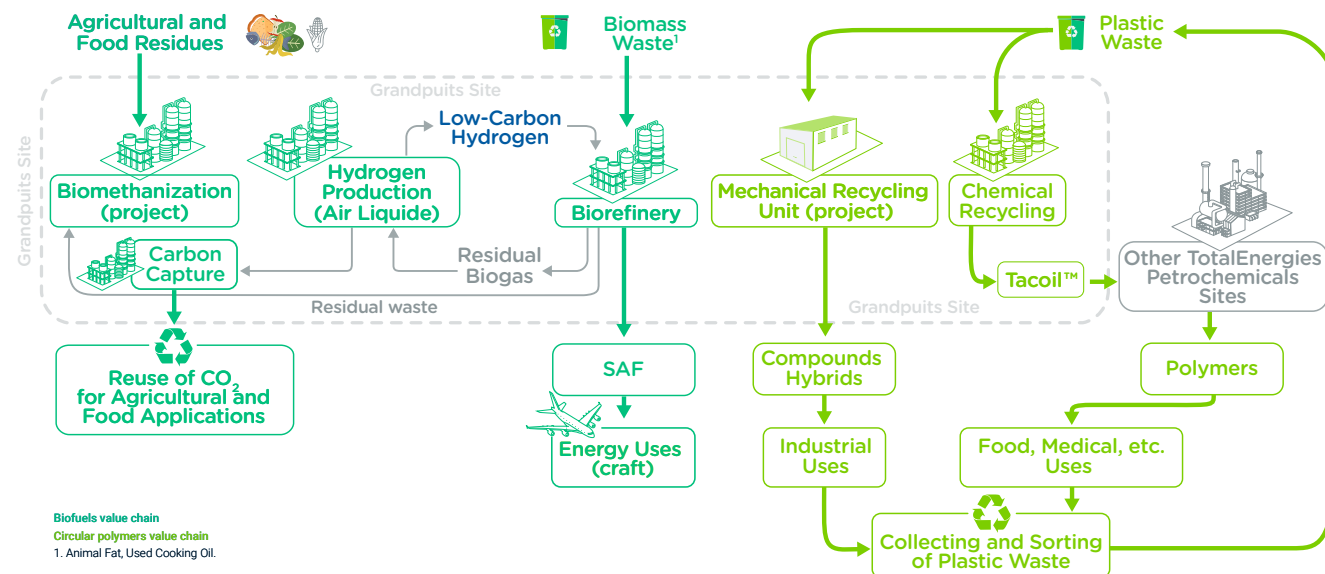 Agricultural and
Food Residues
Biomass
Waste¹
Plastic
Waste
Grandpuits Site
Grandpuits Site
Low-Carbon
Hydrogen
Biomethanization
(project)
Hydrogen
Production
(Air Liquide)
Biorefinery
Mechanical Recycling
Unit (project)
Chemical
Recycling
Carbon
Capture
Residual
Biogas
Tacoil™
Other TotalEnergies
Petrochemicals
Sites
Residual waste
Grandpuits Site
Reuse of CO₂
for Agricultural and
Food Applications
SAF
Compounds
Hybrids
Polymers
Energy Uses
(craft)
Industrial
Uses
Food, Medical, etc.
Uses
Collecting and Sorting
of Plastic Waste
Biofuels value chain
Circular polymers value chain
1. Animal Fat, Used Cooking Oil.